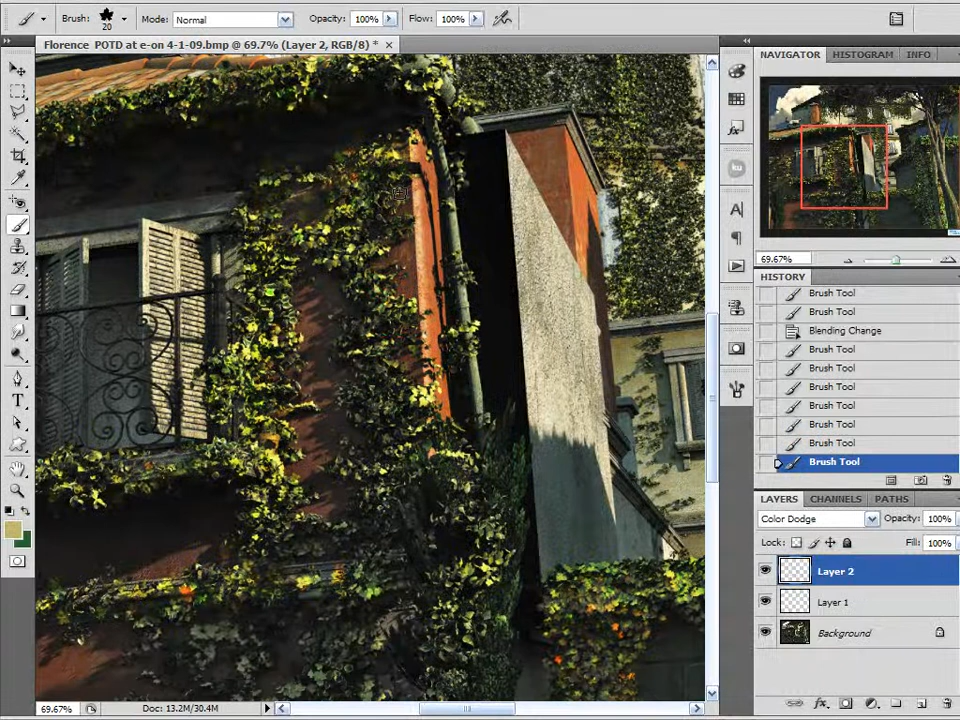 Brush: 20 Mode: Normal Opacity: 100% Flow: 100%
Florence POTD at e-on 4-1-09.bmp @ 69.7% (Layer 2, RGB/8) *
NAVIGATOR HISTOGRAM INFO
69.67%
HISTORY
Brush Tool
Brush Tool
Blending Change
Brush Tool
Brush Tool
Brush Tool
Brush Tool
Brush Tool
Brush Tool
Brush Tool
LAYERS CHANNELS PATHS
Color Dodge Opacity: 100%
Lock: Fill: 100%
Layer 2
Layer 1
Background
69.67% Doc: 13.2M/30.4M